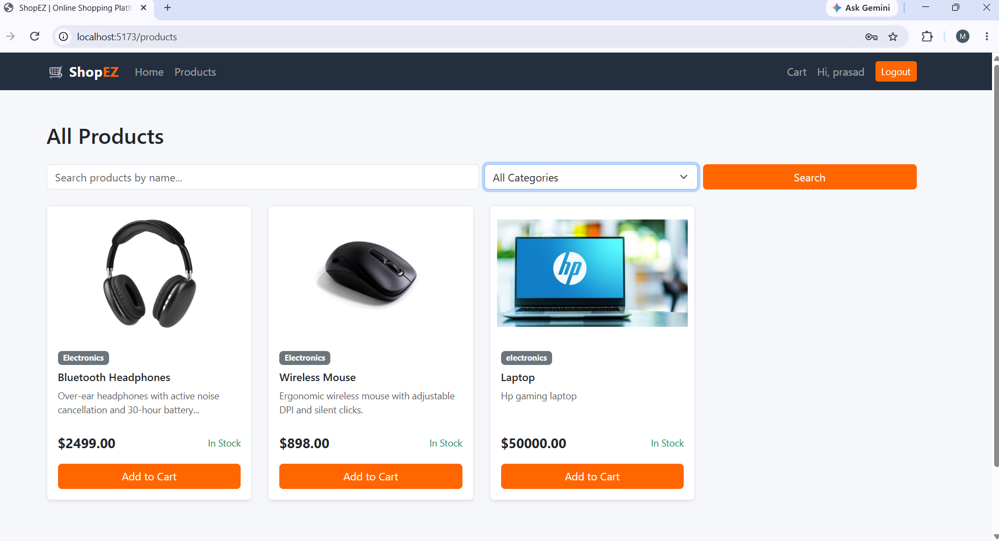 ShopEZ | Online Shopping Platf
Ask Gemini
localhost:5173/products
M
ShopEZ
Home
Products
Cart
Hi, prasad
Logout
All Products
Search products by name...
All Categories
Search
hp
Electronics
Bluetooth Headphones
Over-ear headphones with active noise
cancellation and 30-hour battery...
$2499.00
In Stock
Add to Cart
Electronics
Wireless Mouse
Ergonomic wireless mouse with adjustable
DPI and silent clicks.
$898.00
In Stock
Add to Cart
electronics
Laptop
Hp gaming laptop
$50000.00
In Stock
Add to Cart